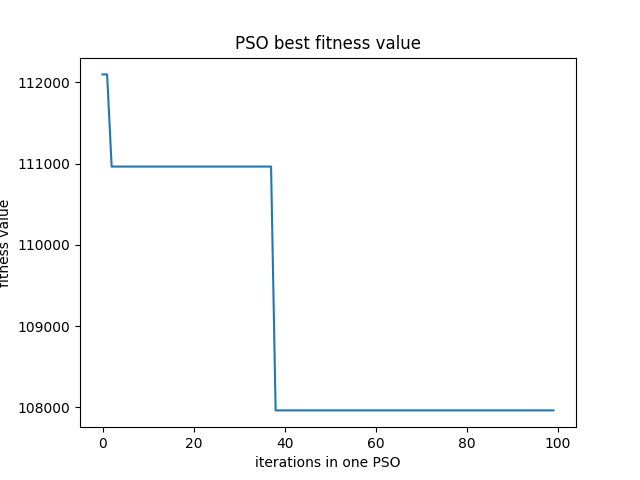 PSO best fitness value
112000
111000
110000
109000
108000
fitness value
0 20 40 60 80 100
iterations in one PSO